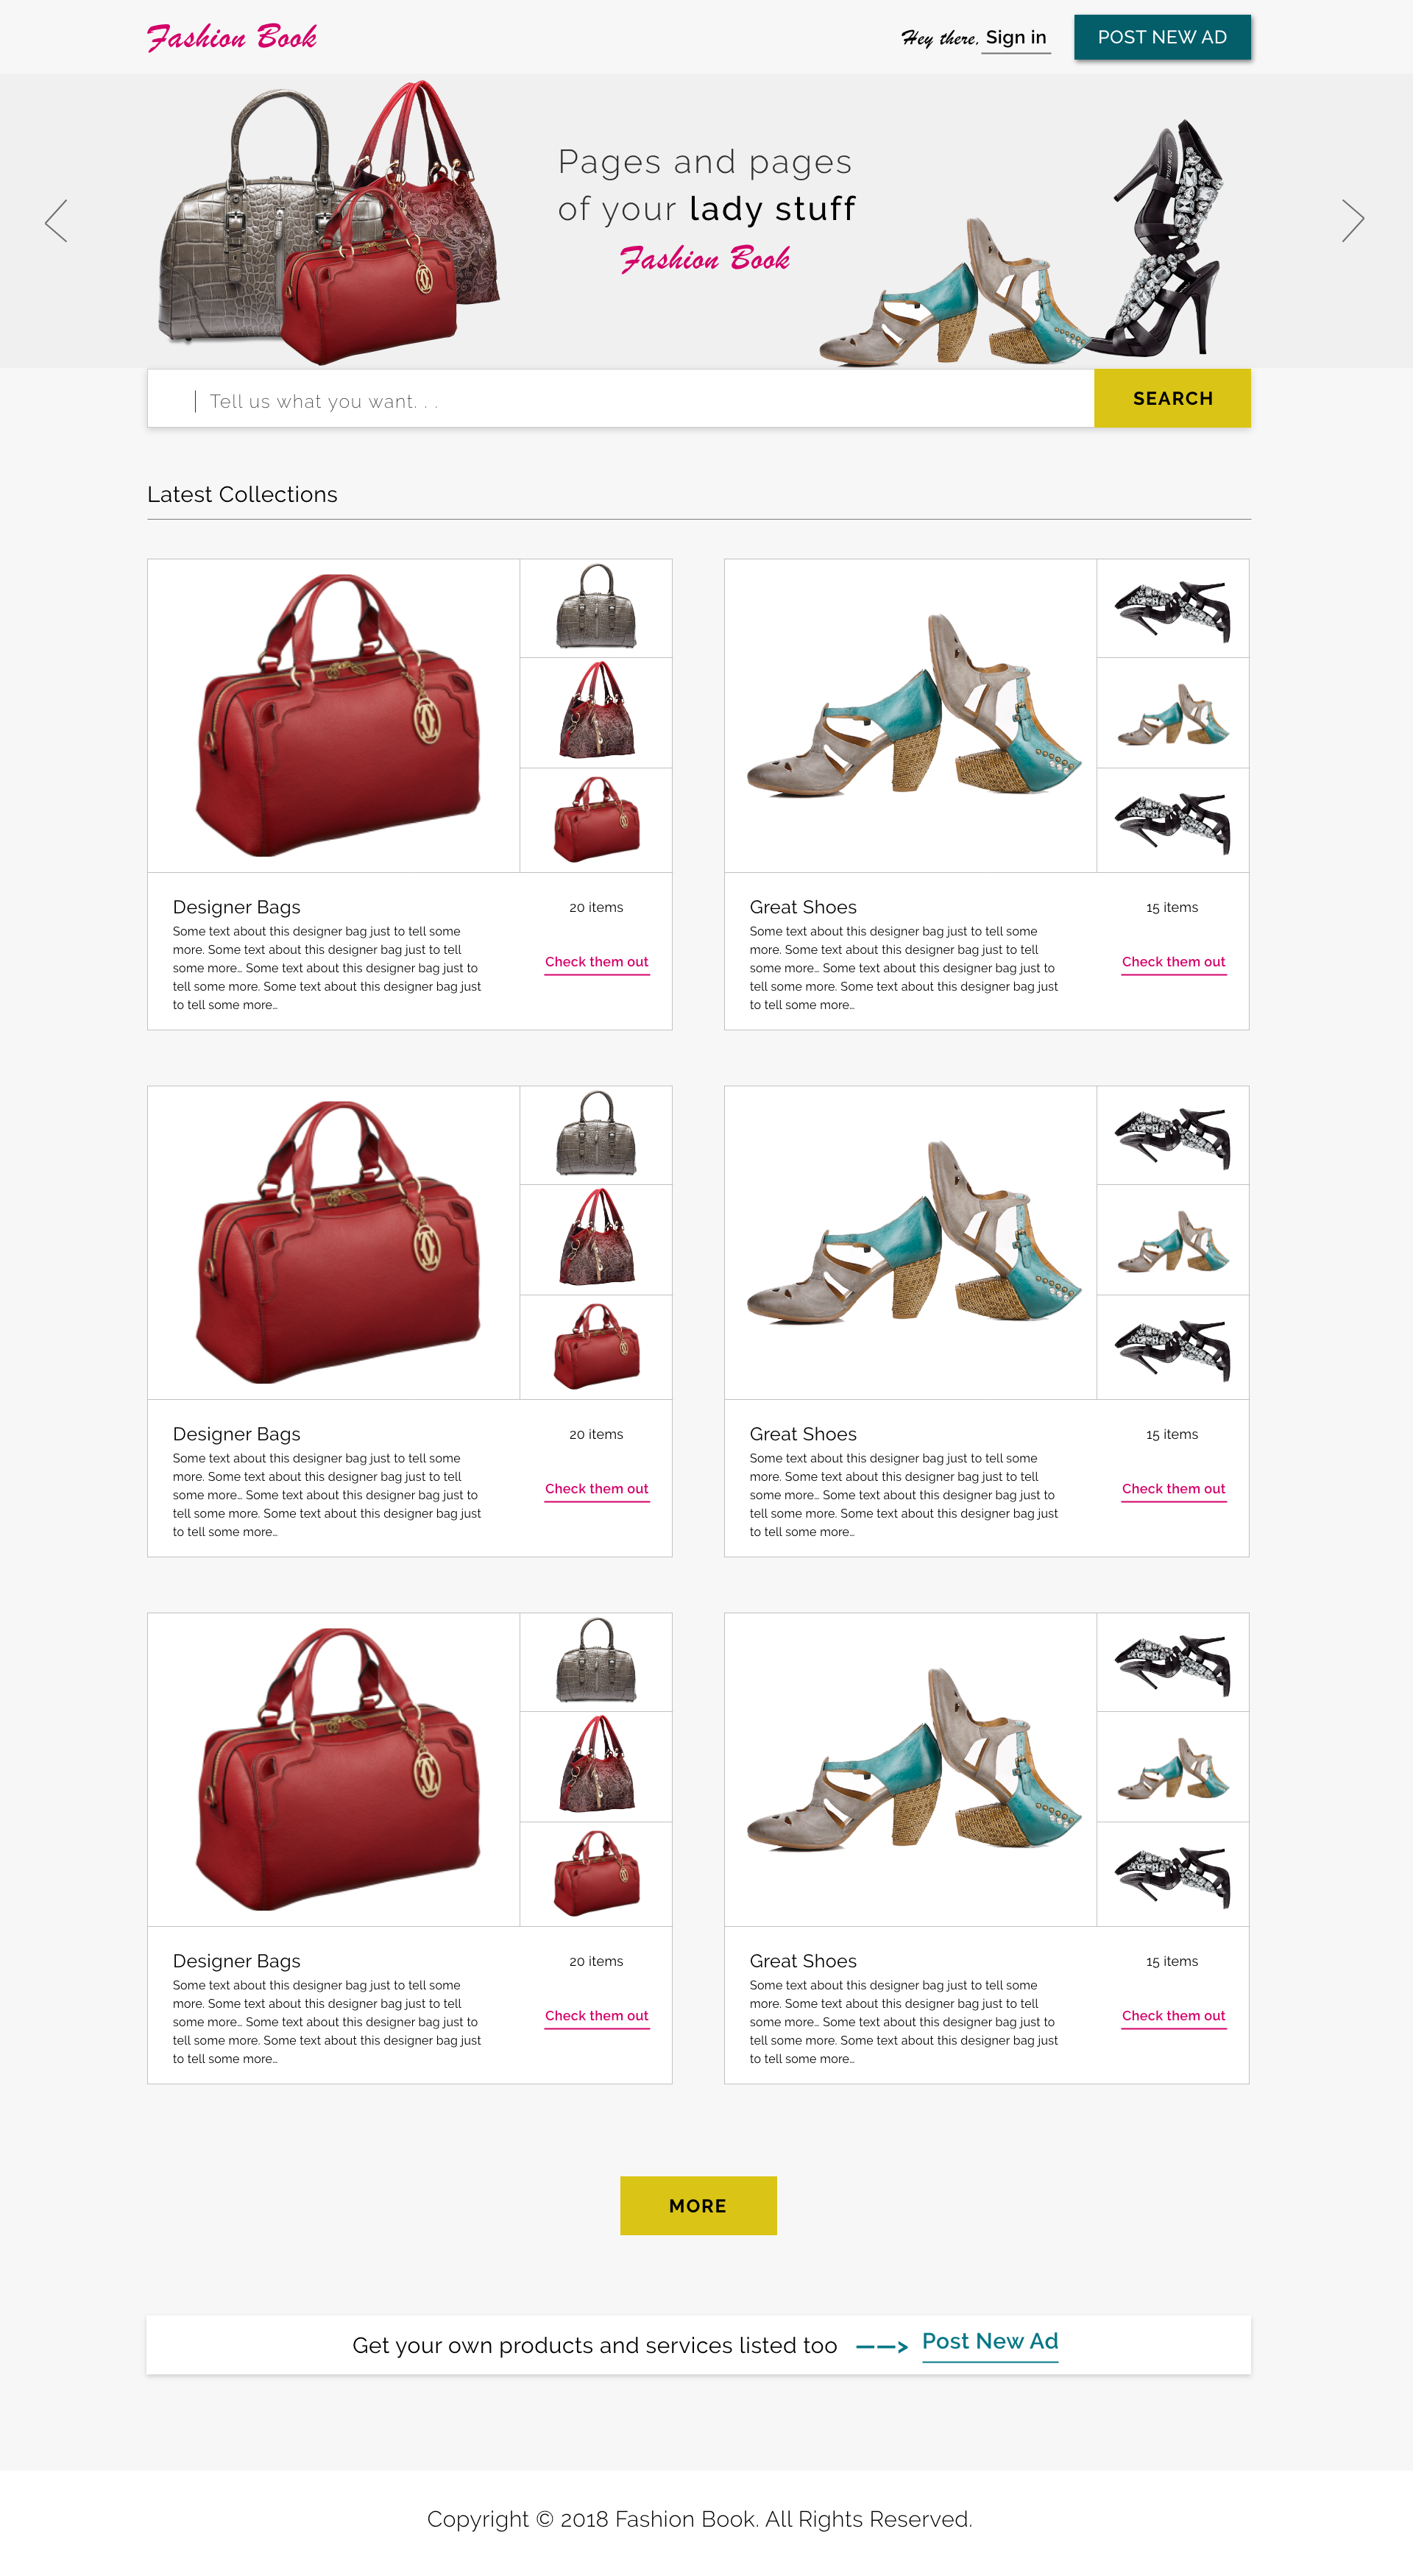 Fashion Book
Hey there, Sign in
POST NEW AD
Pages and pages
of your lady stuff
Fashion Book
Tell us what you want. . .
SEARCH
Latest Collections
Designer Bags
20 items
Some text about this designer bag just to tell some
more. Some text about this designer bag just to tell
some more... Some text about this designer bag just to
tell some more. Some text about this designer bag just
to tell some more...
Check them out
Great Shoes
15 items
Some text about this designer bag just to tell some
more. Some text about this designer bag just to tell
some more... Some text about this designer bag just to
tell some more. Some text about this designer bag just
to tell some more...
Check them out
Designer Bags
20 items
Some text about this designer bag just to tell some
more. Some text about this designer bag just to tell
some more... Some text about this designer bag just to
tell some more. Some text about this designer bag just
to tell some more...
Check them out
Great Shoes
15 items
Some text about this designer bag just to tell some
more. Some text about this designer bag just to tell
some more... Some text about this designer bag just to
tell some more. Some text about this designer bag just
to tell some more...
Check them out
Designer Bags
20 items
Some text about this designer bag just to tell some
more. Some text about this designer bag just to tell
some more... Some text about this designer bag just to
tell some more. Some text about this designer bag just
to tell some more...
Check them out
Great Shoes
15 items
Some text about this designer bag just to tell some
more. Some text about this designer bag just to tell
some more... Some text about this designer bag just to
tell some more. Some text about this designer bag just
to tell some more...
Check them out
MORE
Get your own products and services listed too ——> Post New Ad
Copyright © 2018 Fashion Book. All Rights Reserved.